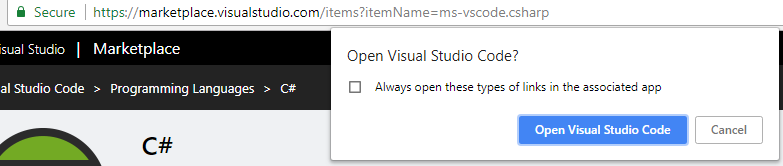 Secure https://marketplace.visualstudio.com/items?itemName=ms-vscode.csharp
isual Studio | Marketplace
al Studio Code > Programming Languages > C#
C#
Open Visual Studio Code?
Always open these types of links in the associated app
Open Visual Studio Code
Cancel